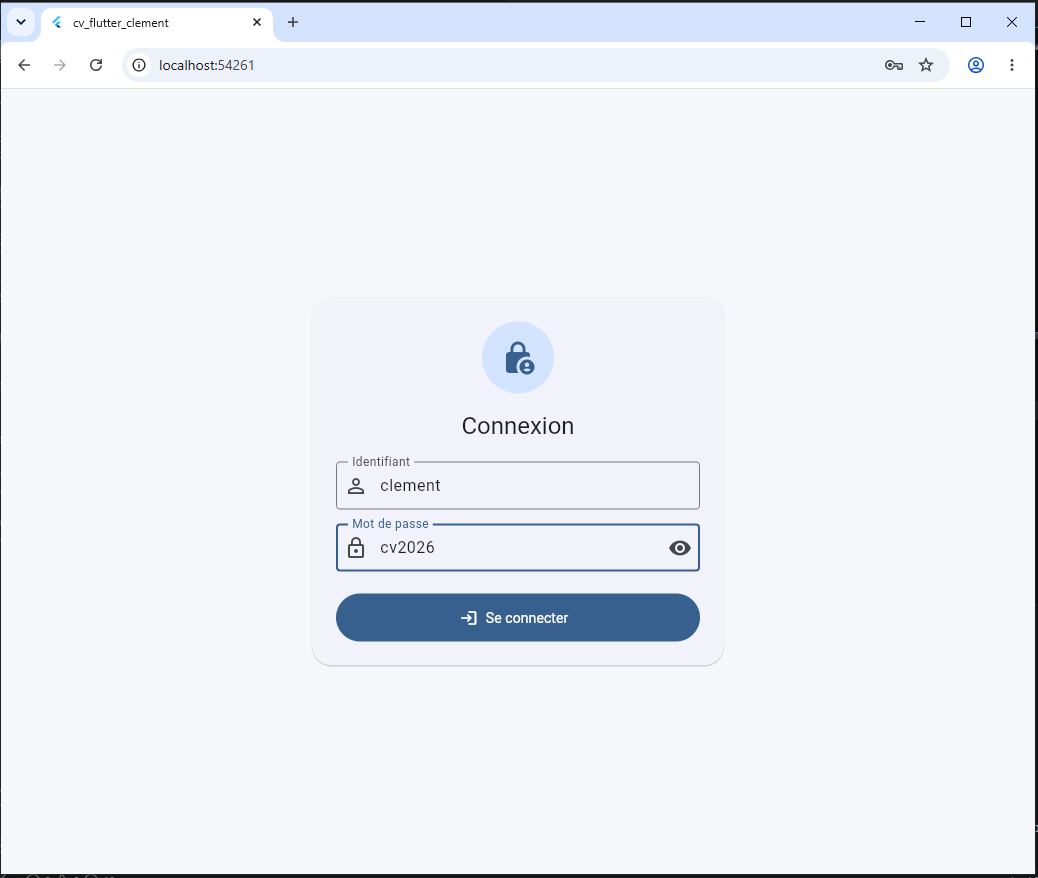 cv_flutter_clement
localhost:54261
Connexion
Identifiant
clement
Mot de passe
cv2026
Se connecter